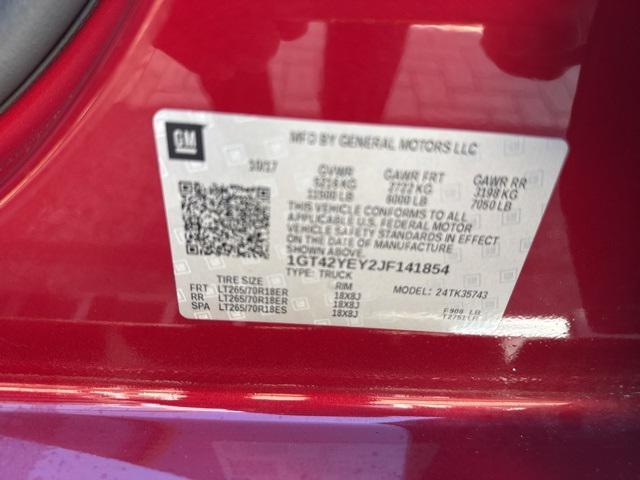 GM
MFD BY GENERAL MOTORS LLC
10/17 GVWR GAWR FRT GAWR RR
5216 KG 2722 KG 3198 KG
11500 LB 6000 LB 7050 LB
THIS VEHICLE CONFORMS TO ALL
APPLICABLE U.S. FEDERAL MOTOR
VEHICLE SAFETY STANDARDS IN EFFECT
ON THE DATE OF MANUFACTURE SHOWN ABOVE
1GT42YEY2JF141854
TYPE: TRUCK
TIRE SIZE RIM MODEL: 24TK35743
FRT LT265/70R18ER 18X8J
RR LT265/70R18ER 18X8J
SPA LT265/70R18ES 18X8J